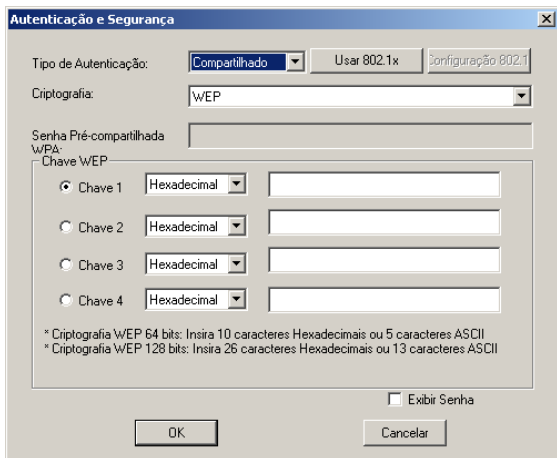 Autenticação e Segurança
Tipo de Autenticação: Compartilhado Usar 802.1x Configuração 802.1
Criptografia: WEP
Senha Pré-compartilhada
WPA:
Chave WEP
Chave 1 Hexadecimal
Chave 2 Hexadecimal
Chave 3 Hexadecimal
Chave 4 Hexadecimal
* Criptografia WEP 64 bits: Insira 10 caracteres Hexadecimais ou 5 caracteres ASCII
* Criptografia WEP 128 bits: Insira 26 caracteres Hexadecimais ou 13 caracteres ASCII
Exibir Senha
OK Cancelar